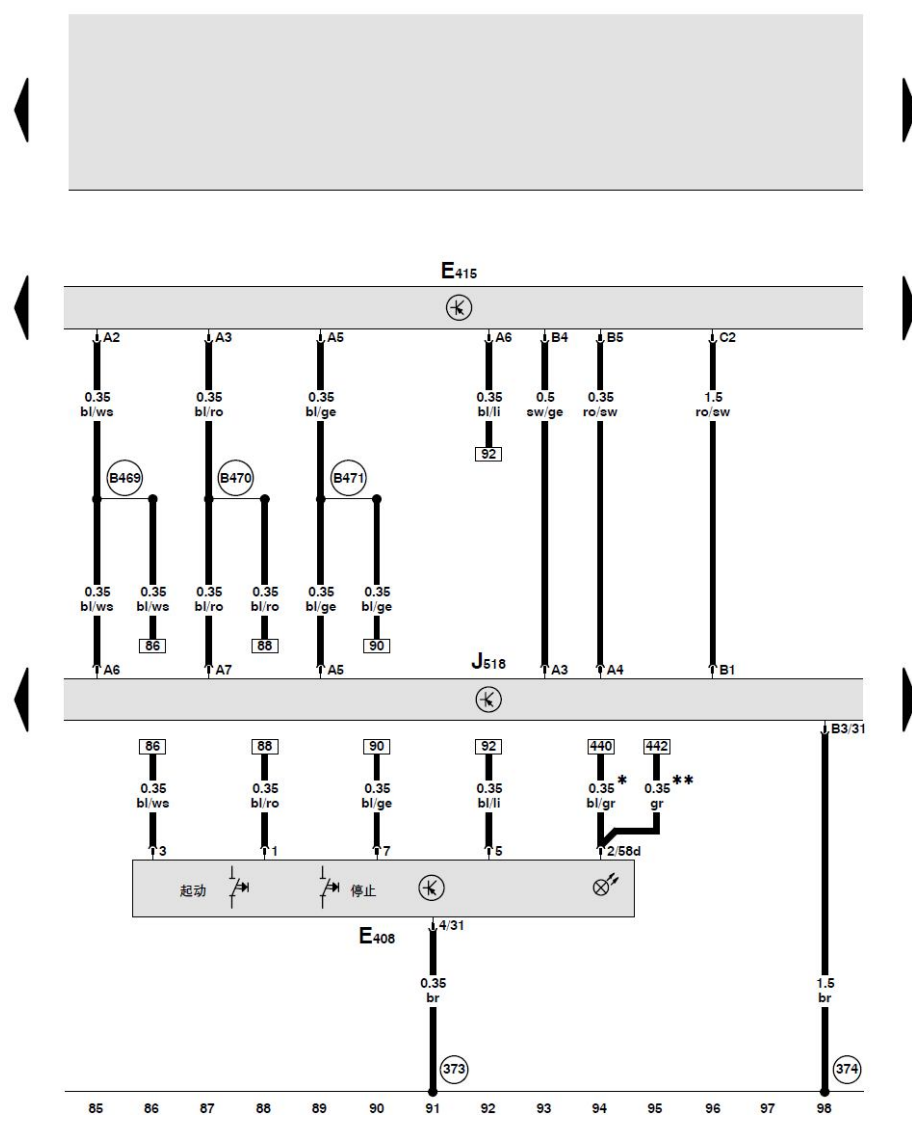 E415
A2 A3 A5 A6 B4 B5 C2
0.35 0.35 0.35 0.35 0.5 0.35 1.5
bl/ws bl/ro bl/ge bl/li sw/ge ro/sw ro/sw
92
B469 B470 B471
0.35 0.35 0.35 0.35 0.35 0.35
bl/ws bl/ws bl/ro bl/ro bl/ge bl/ge
86 88 90
J518
A6 A7 A5 A3 A4 B1
B3/31
86 88 90 92 440 442
0.35 0.35 0.35 0.35 0.35 * 0.35 **
bl/ws bl/ro bl/ge bl/li bl/gr gr
3 1 7 5 2/58d
起动 停止
4/31
E408
0.35 1.5
br br
373 374
85 86 87 88 89 90 91 92 93 94 95 96 97 98